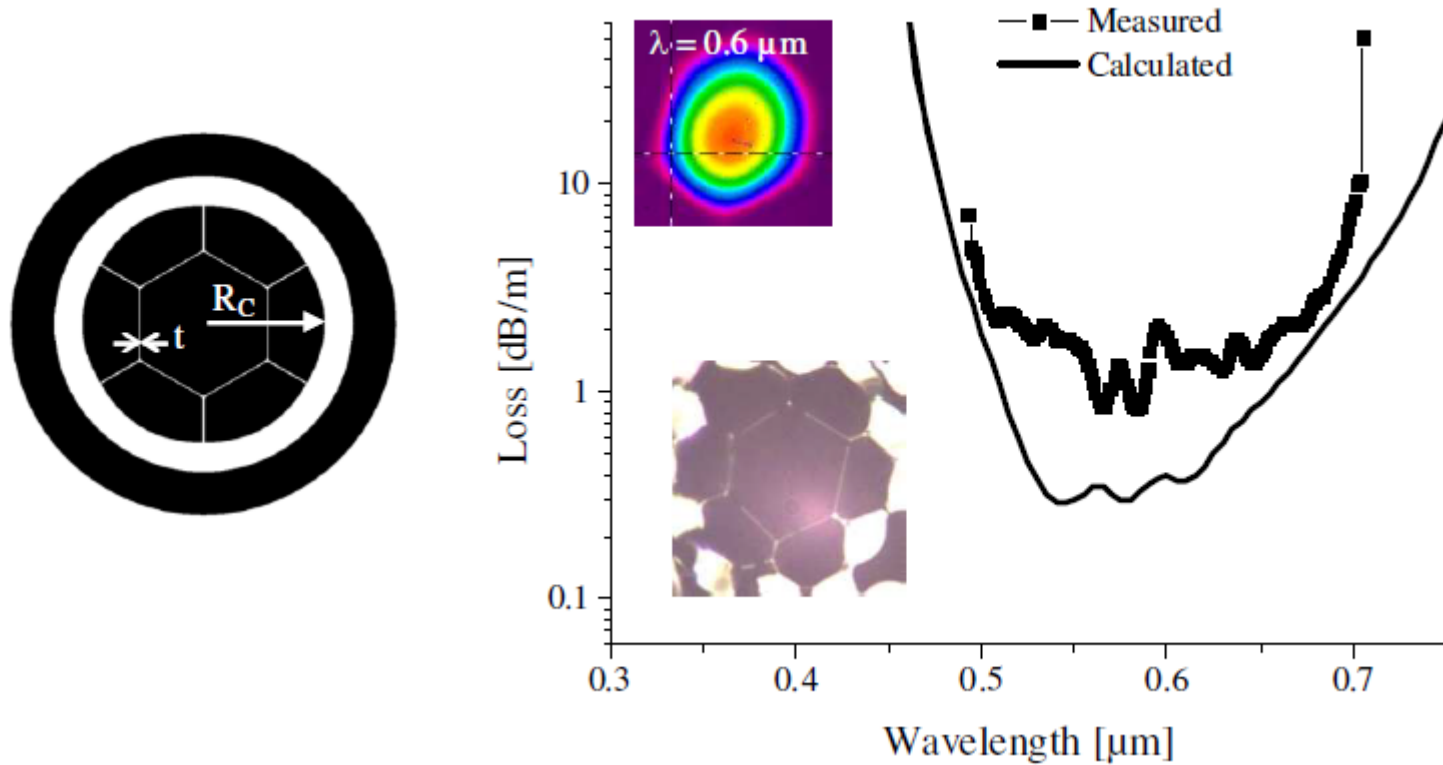 R_C
t
λ = 0.6 µm
Measured
Calculated
10
1
0.1
Loss [dB/m]
0.3 0.4 0.5 0.6 0.7
Wavelength [µm]